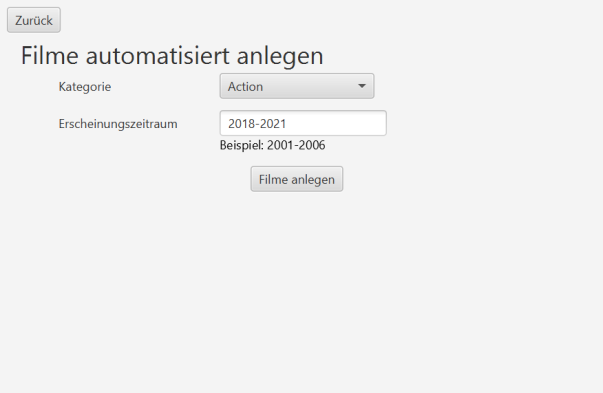 Zurück
Filme automatisiert anlegen
Kategorie Action
Erscheinungszeitraum 2018-2021
Beispiel: 2001-2006
Filme anlegen